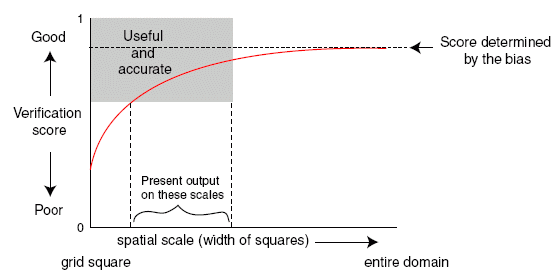 1
Good
Useful
and
accurate
Score determined
by the bias
Verification
score
Present output
on these scales
Poor
0
spatial scale (width of squares)
grid square
entire domain